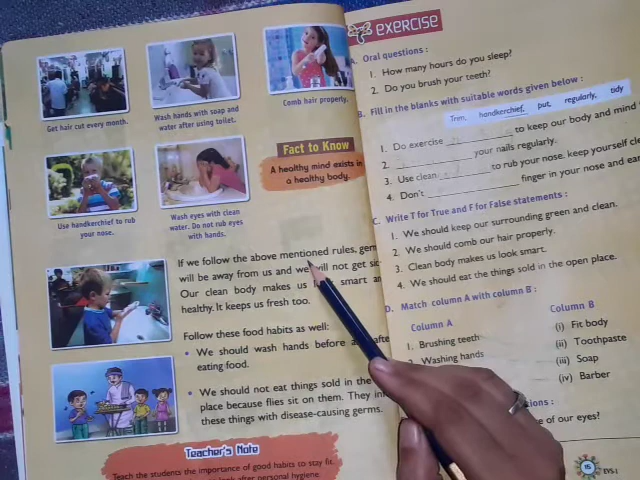 Get hair cut every month.
Wash hands with soap and
water after using toilet.
Comb hair properly.
Use handkerchief to rub
your nose.
Wash eyes with clean
water. Do not rub eyes
with hands.
Fact to Know
A healthy mind exists in
a healthy body.
If we follow the above mentioned rules,
will be away from us and we will not get
Our clean body makes us smart
healthy. It keeps us fresh too.
Follow these food habits as well:
• We should wash hands before
eating food.
• We should not eat things sold in the
place because flies sit on them. They
these things with disease-causing germs.
Teacher's Note
Teach the students the importance of good habits to stay fit.
after personal hygiene.
exercise
A. Oral questions :
1. How many hours do you sleep?
2. Do you brush your teeth?
B. Fill in the blanks with suitable words given below :
Trim, handkerchief, put, regularly, tidy
1. Do exercise ________ to keep our body and mind
2. ________ your nails regularly.
3. Use clean ________ to rub your nose. keep yourself
4. Don't ________ finger in your nose and
C. Write T for True and F for False statements :
1. We should keep our surrounding green and clean.
2. We should comb our hair properly.
3. Clean body makes us look smart.
4. We should eat the things sold in the open place.
D. Match column A with column B :
Column A Column B
1. Brushing teeth (i) Fit body
2. Washing hands (ii) Toothpaste
(iii) Soap
(iv) Barber
of our eyes?
15
EVS-1